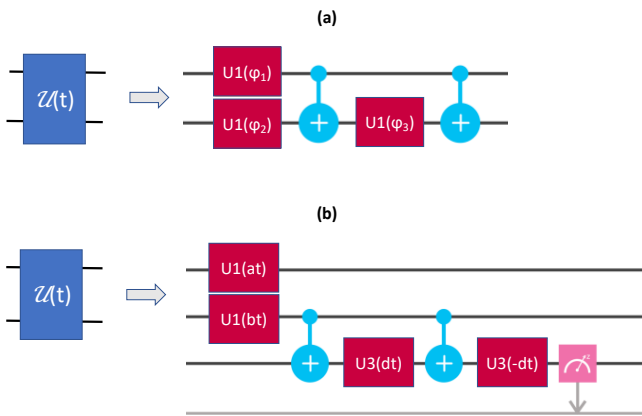 (a)
𝒰(t)
U1(φ₁)
U1(φ₂)
U1(φ₃)
(b)
𝒰(t)
U1(at)
U1(bt)
U3(dt)
U3(-dt)
z